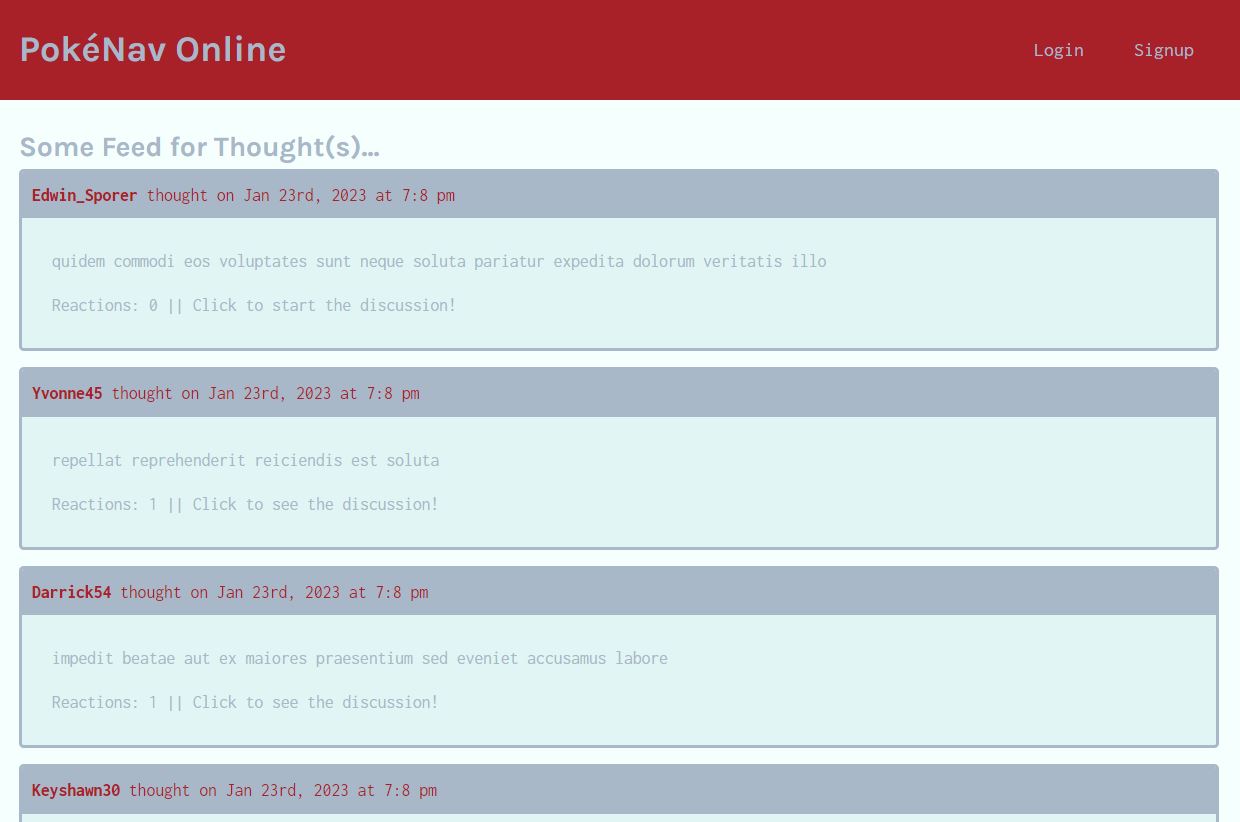 PokéNav Online
Login
Signup
Some Feed for Thought(s)...
Edwin_Sporer thought on Jan 23rd, 2023 at 7:8 pm
quidem commodi eos voluptates sunt neque soluta pariatur expedita dolorum veritatis illo
Reactions: 0 || Click to start the discussion!
Yvonne45 thought on Jan 23rd, 2023 at 7:8 pm
repellat reprehenderit reiciendis est soluta
Reactions: 1 || Click to see the discussion!
Darrick54 thought on Jan 23rd, 2023 at 7:8 pm
impedit beatae aut ex maiores praesentium sed eveniet accusamus labore
Reactions: 1 || Click to see the discussion!
Keyshawn30 thought on Jan 23rd, 2023 at 7:8 pm